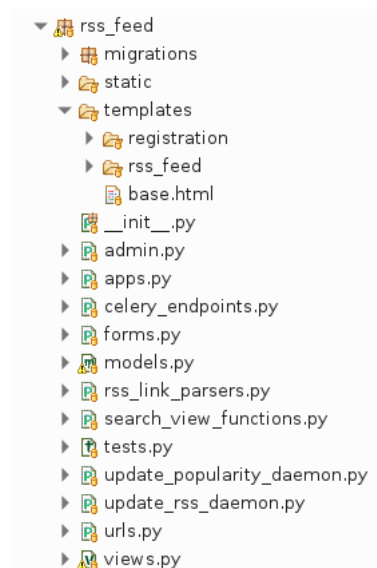 rss_feed
migrations
static
templates
registration
rss_feed
base.html
__init__.py
admin.py
apps.py
celery_endpoints.py
forms.py
models.py
rss_link_parsers.py
search_view_functions.py
tests.py
update_popularity_daemon.py
update_rss_daemon.py
urls.py
views.py